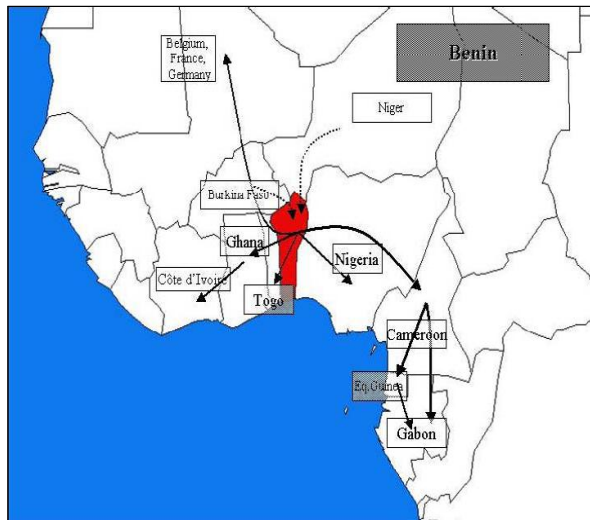 Belgium,
France,
Germany
Benin
Niger
Burkina Faso
Ghana
Nigeria
Côte d'Ivoire
Togo
Cameroon
Eq.Guinea
Gabon